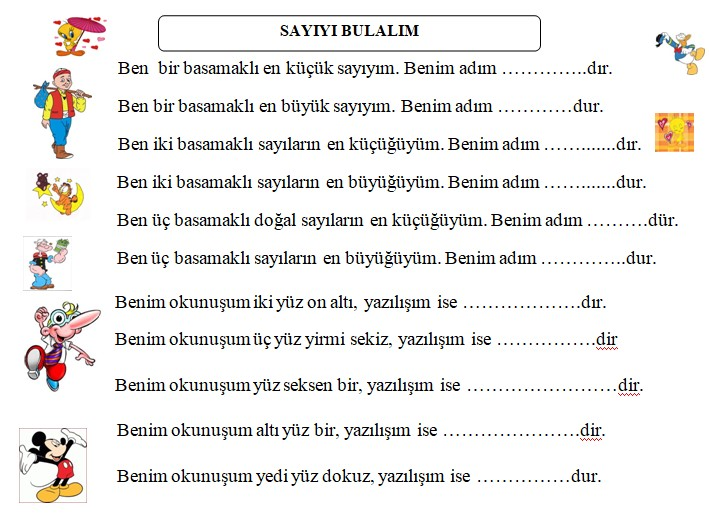 SAYIYI BULALIM
Ben bir basamaklı en küçük sayıyım. Benim adım …………..dır.
Ben bir basamaklı en büyük sayıyım. Benim adım …………dur.
Ben iki basamaklı sayıların en küçüğüyüm. Benim adım ……......dır.
Ben iki basamaklı sayıların en büyüğüyüm. Benim adım ……......dur.
Ben üç basamaklı doğal sayıların en küçüğüyüm. Benim adım ……….dür.
Ben üç basamaklı sayıların en büyüğüyüm. Benim adım …………..dur.
Benim okunuşum iki yüz on altı, yazılışım ise ……………….dır.
Benim okunuşum üç yüz yirmi sekiz, yazılışım ise …………….dir
Benim okunuşum yüz seksen bir, yazılışım ise ……………………dir.
Benim okunuşum altı yüz bir, yazılışım ise ………………….dir.
Benim okunuşum yedi yüz dokuz, yazılışım ise ……………dur.